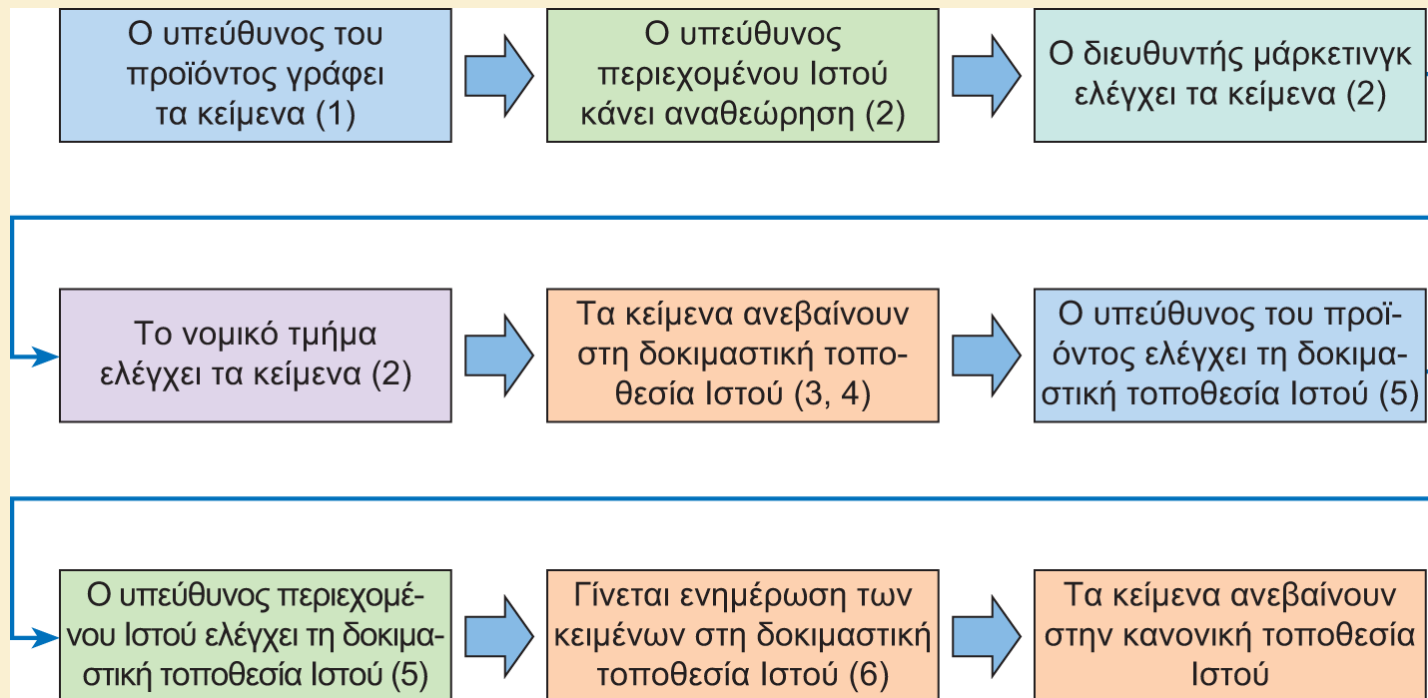 Ο υπεύθυνος του
προϊόντος γράφει
τα κείμενα (1)
Ο υπεύθυνος
περιεχομένου Ιστού
κάνει αναθεώρηση (2)
Ο διευθυντής μάρκετινγκ
ελέγχει τα κείμενα (2)
Το νομικό τμήμα
ελέγχει τα κείμενα (2)
Τα κείμενα ανεβαίνουν
στη δοκιμαστική τοπο-
θεσία Ιστού (3, 4)
Ο υπεύθυνος του προϊ-
όντος ελέγχει τη δοκιμα-
στική τοποθεσία Ιστού (5)
Ο υπεύθυνος περιεχομέ-
νου Ιστού ελέγχει τη δοκιμα-
στική τοποθεσία Ιστού (5)
Γίνεται ενημέρωση των
κειμένων στη δοκιμαστική
τοποθεσία Ιστού (6)
Τα κείμενα ανεβαίνουν
στην κανονική τοποθεσία
Ιστού